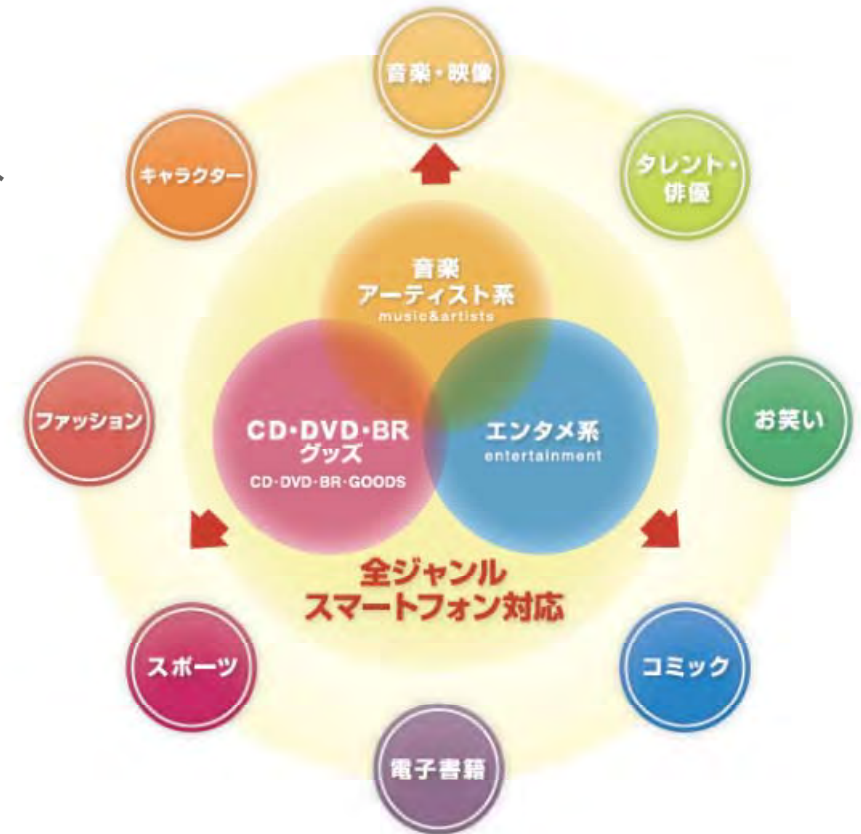 音楽・映像
キャラクター
タレント・
俳優
音楽
アーティスト系
music&artists
ファッション
CD・DVD・BR
グッズ
CD・DVD・BR・GOODS
エンタメ系
entertainment
お笑い
全ジャンル
スマートフォン対応
スポーツ
コミック
電子書籍